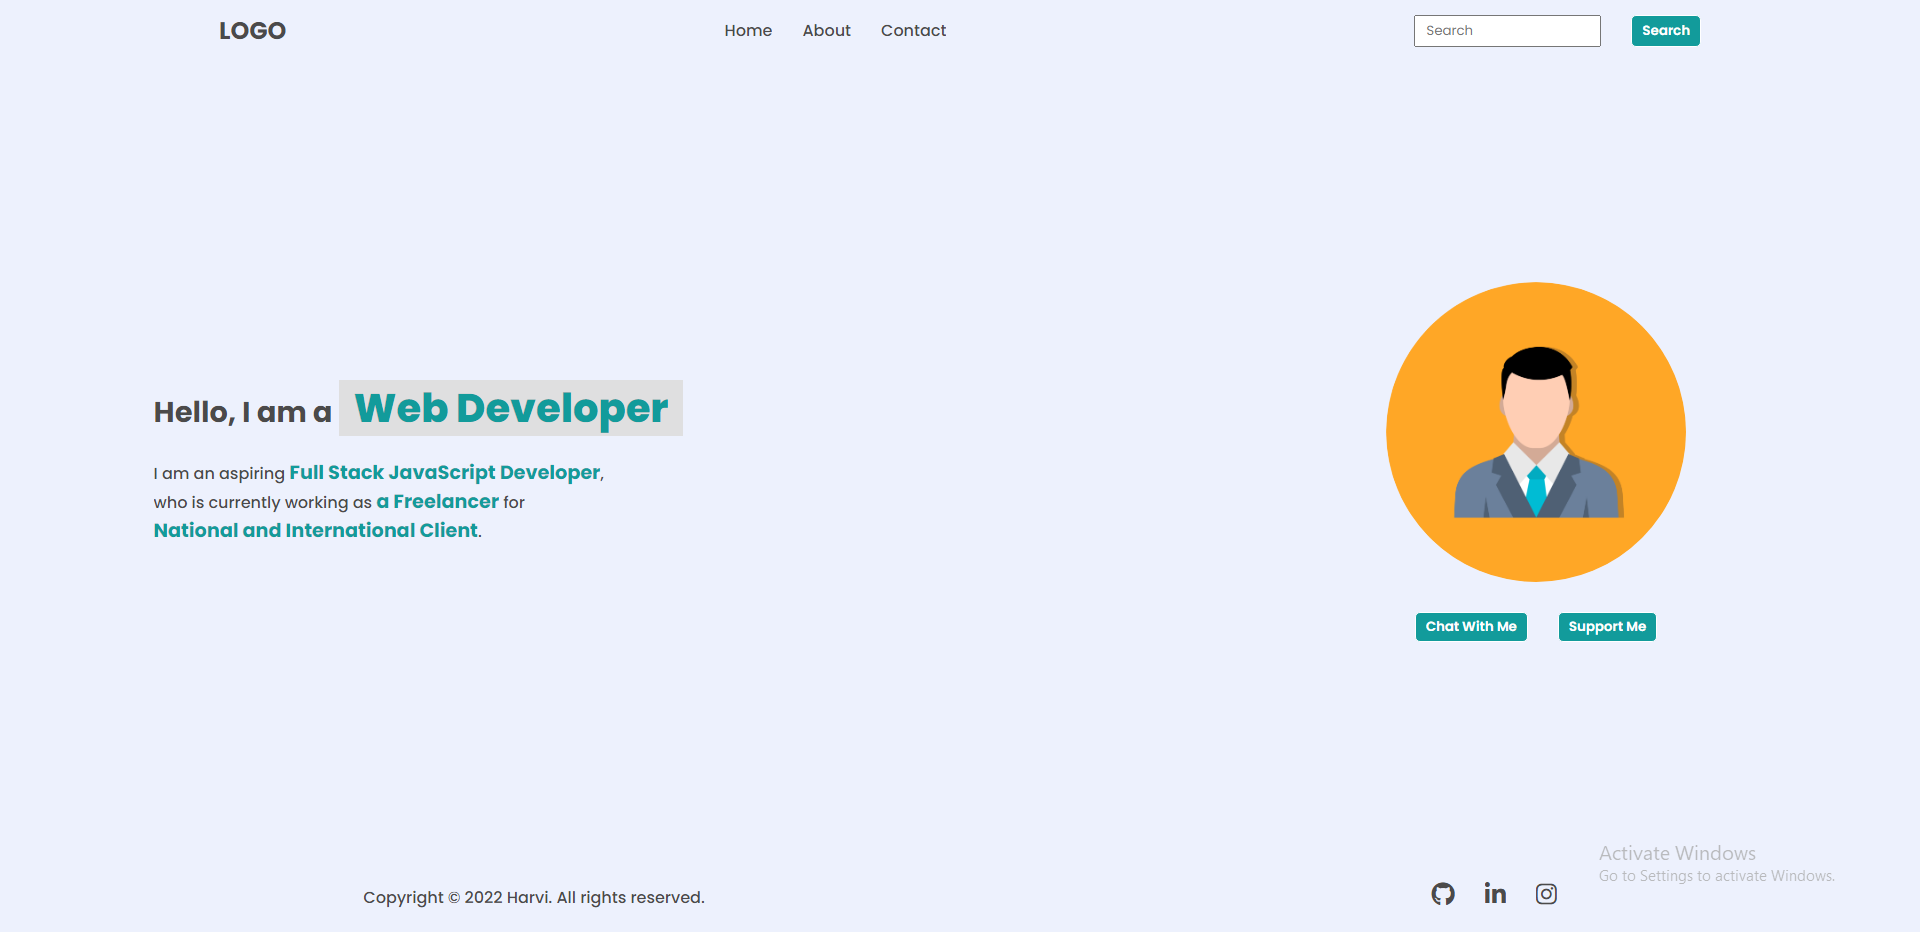 LOGO
Home
About
Contact
Search
Search
Hello, I am a Web Developer
I am an aspiring Full Stack JavaScript Developer,
who is currently working as a Freelancer for
National and International Client.
Chat With Me
Support Me
Activate Windows
Go to Settings to activate Windows.
Copyright © 2022 Harvi. All rights reserved.
in